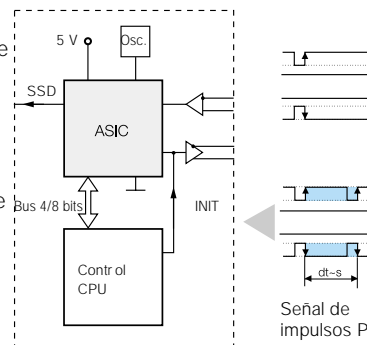 e
5 V
Osc.
SSD
ASIC
e
Bus 4/8 bits
INIT
Control
CPU
dt~s
Señal de
impulsos P